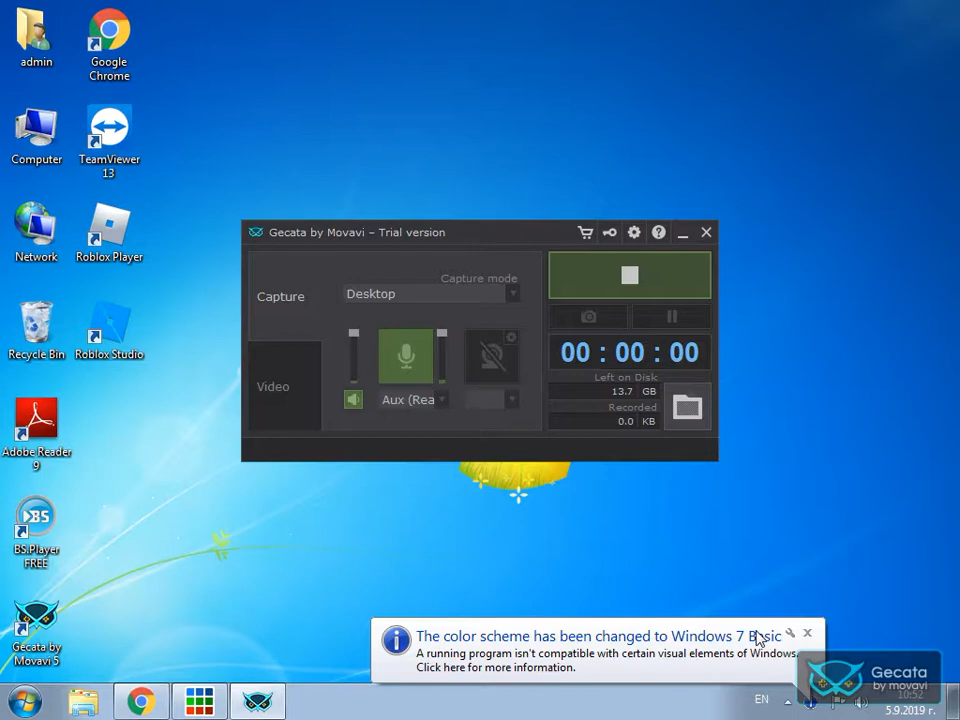 admin
Google
Chrome
Computer
TeamViewer
13
Network
Roblox Player
Recycle Bin
Roblox Studio
Adobe Reader
9
BS
BS.Player
FREE
Gecata by
Movavi 5
Gecata by Movavi – Trial version
Capture
Capture mode
Desktop
Video
Aux (Rea
00 : 00 : 00
Left on Disk
13.7 GB
Recorded
0.0 KB
The color scheme has been changed to Windows 7 Basic
A running program isn't compatible with certain visual elements of Windows.
Click here for more information.
Gecata
by movavi
EN
10:52
5.9.2019 г.